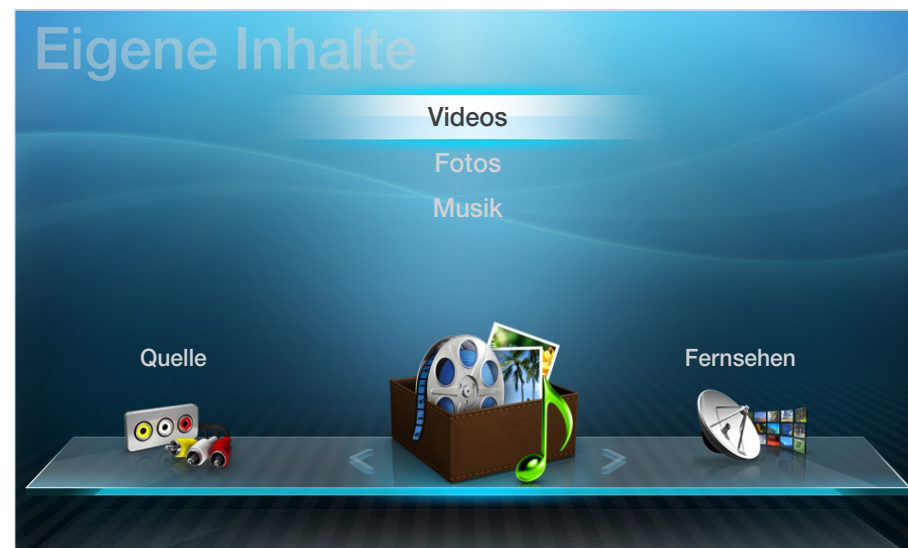 Eigene Inhalte
Videos
Fotos
Musik
Quelle
Fernsehen